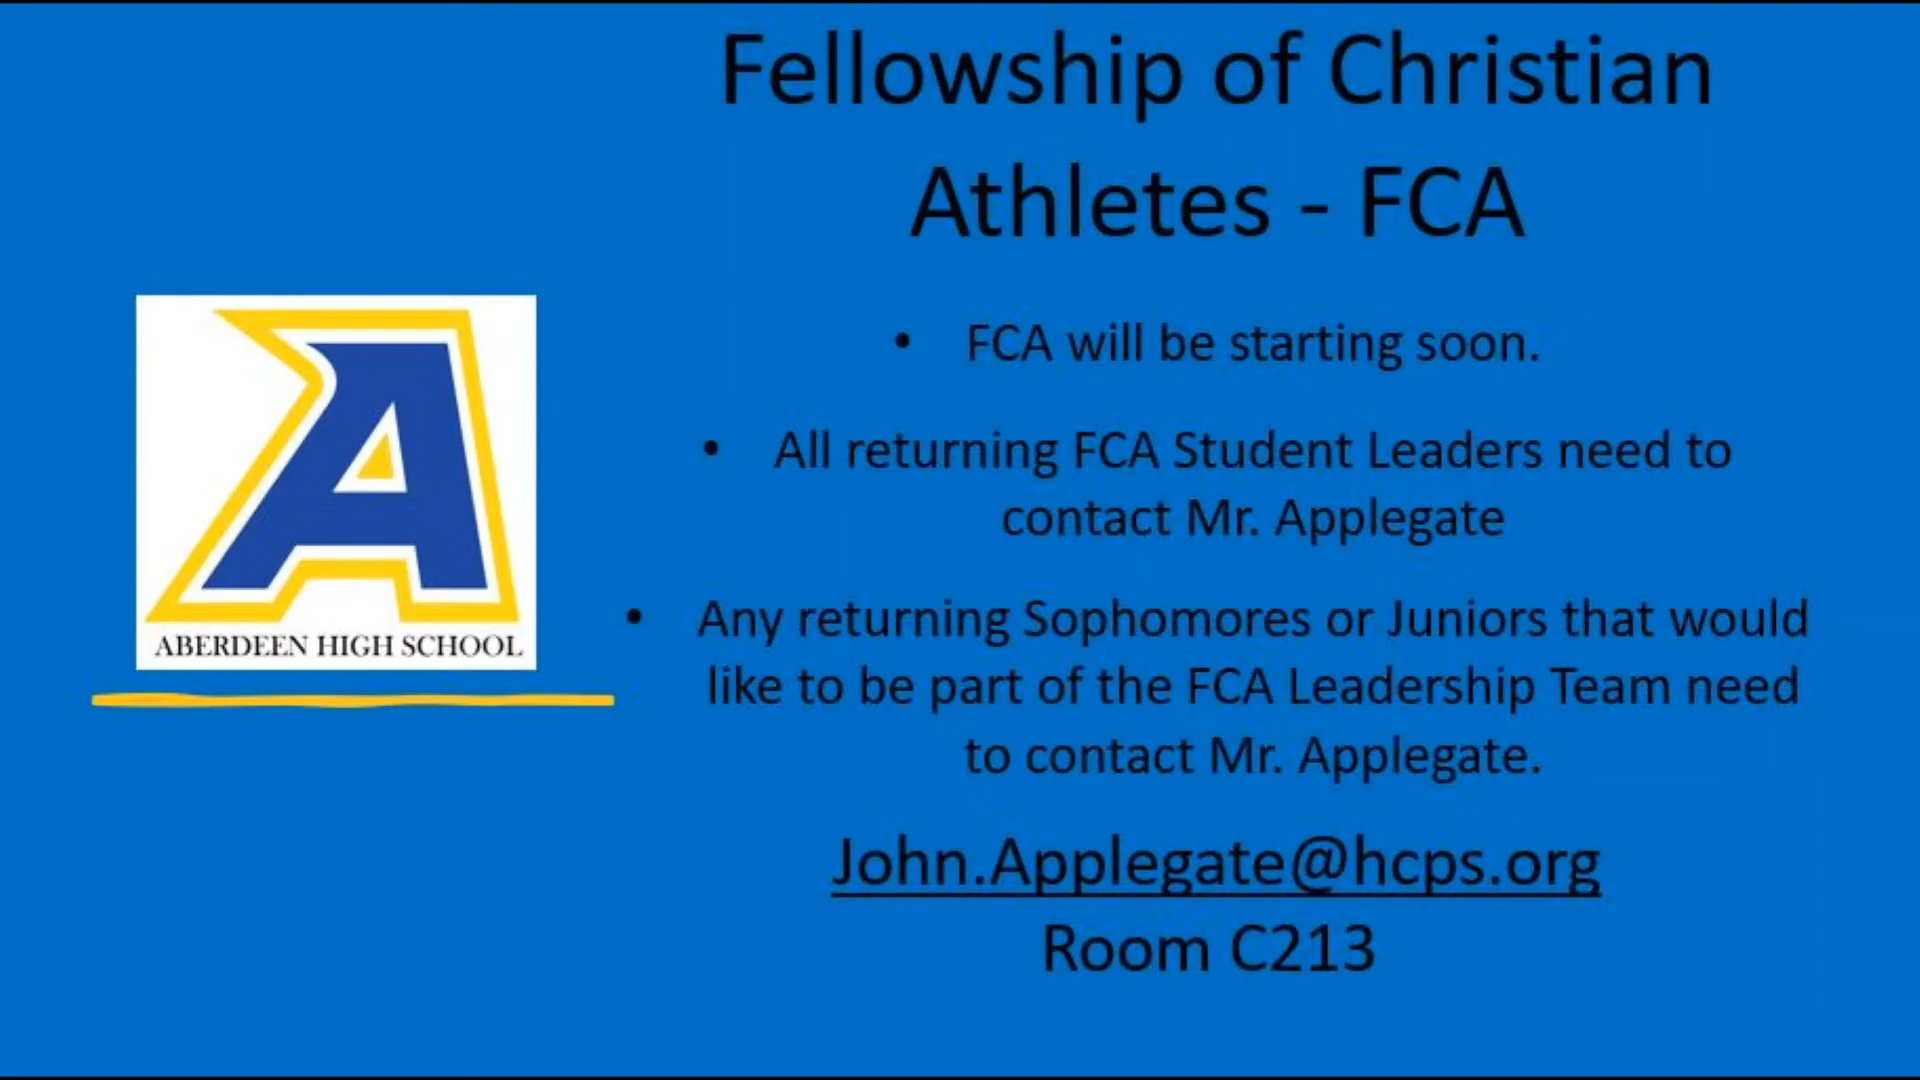 Fellowship of Christian
Athletes - FCA
• FCA will be starting soon.
• All returning FCA Student Leaders need to
contact Mr. Applegate
• Any returning Sophomores or Juniors that would
like to be part of the FCA Leadership Team need
to contact Mr. Applegate.
John.Applegate@hcps.org
Room C213
A
ABERDEEN HIGH SCHOOL